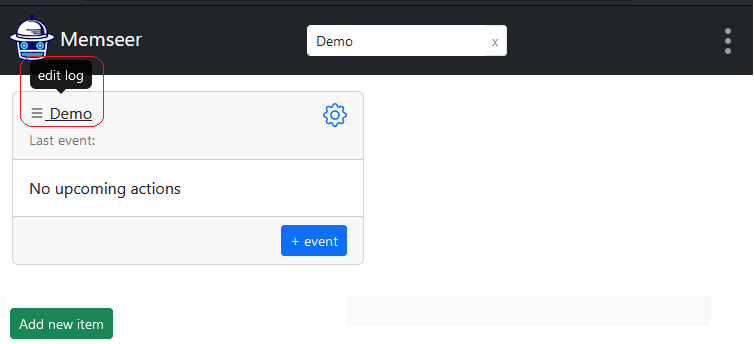 Memseer
Demo x
edit log
Demo
Last event:
No upcoming actions
+ event
Add new item